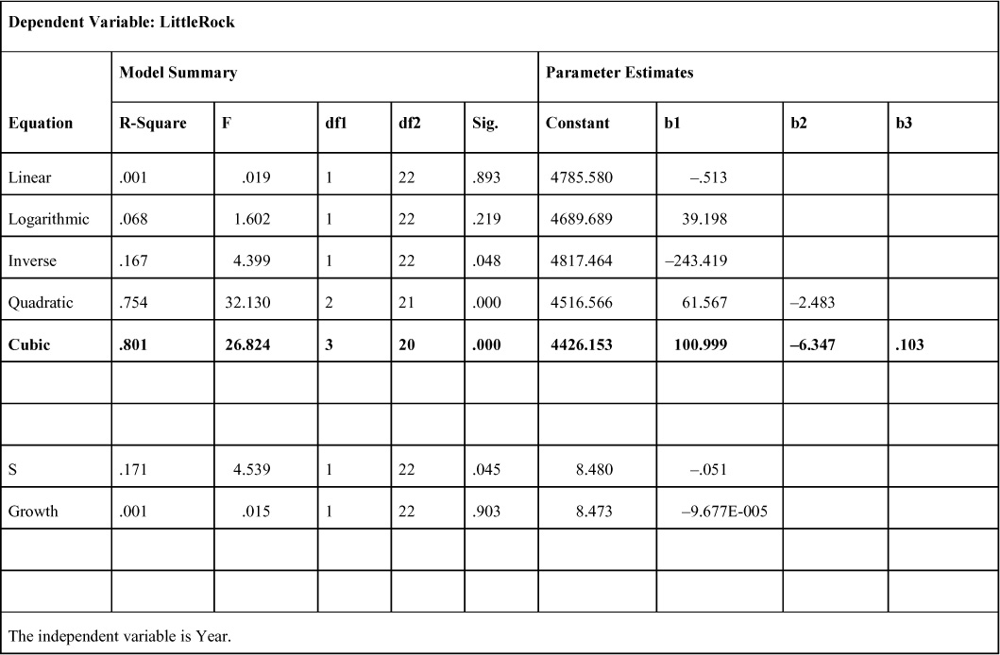 Dependent Variable: LittleRock
Model Summary Parameter Estimates
Equation R-Square F df1 df2 Sig. Constant b1 b2 b3
Linear .001 .019 1 22 .893 4785.580 –.513
Logarithmic .068 1.602 1 22 .219 4689.689 39.198
Inverse .167 4.399 1 22 .048 4817.464 –243.419
Quadratic .754 32.130 2 21 .000 4516.566 61.567 –2.483
Cubic .801 26.824 3 20 .000 4426.153 100.999 –6.347 .103
S .171 4.539 1 22 .045 8.480 –.051
Growth .001 .015 1 22 .903 8.473 –9.677E-005
The independent variable is Year.